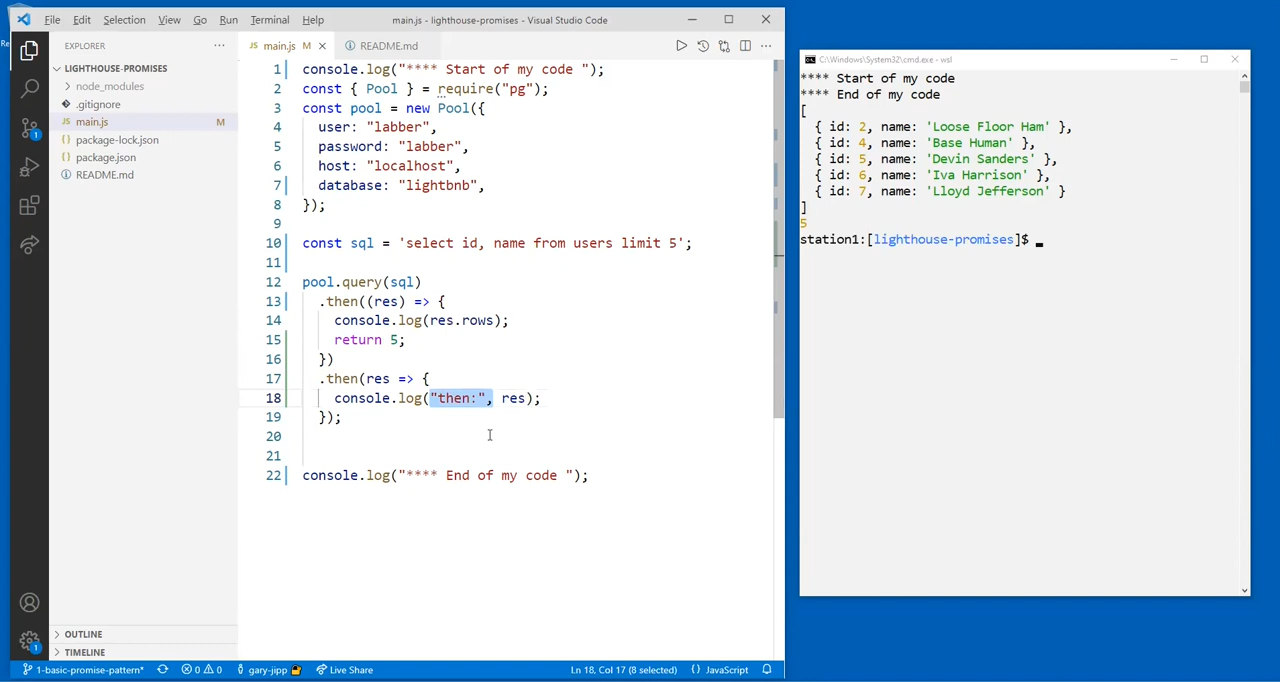 Re
File Edit Selection View Go Run Terminal Help
main.js - lighthouse-promises - Visual Studio Code
EXPLORER
LIGHTHOUSE-PROMISES
node_modules
.gitignore
JS main.js M
{} package-lock.json
{} package.json
README.md
OUTLINE
TIMELINE
1
1
JS main.js M
README.md
1 console.log("**** Start of my code ");
2 const { Pool } = require("pg");
3 const pool = new Pool({
4 user: "labber",
5 password: "labber",
6 host: "localhost",
7 database: "lightbnb",
8 });
9
10 const sql = 'select id, name from users limit 5';
11
12 pool.query(sql)
13 .then((res) => {
14 console.log(res.rows);
15 return 5;
16 })
17 .then(res => {
18 console.log("then:", res);
19 });
20
21
22 console.log("**** End of my code ");
1-basic-promise-pattern* 0 0 gary-jipp Live Share Ln 18, Col 17 (8 selected) {} JavaScript
C:\Windows\System32\cmd.exe - wsl
**** Start of my code
**** End of my code
[
{ id: 2, name: 'Loose Floor Ham' },
{ id: 4, name: 'Base Human' },
{ id: 5, name: 'Devin Sanders' },
{ id: 6, name: 'Iva Harrison' },
{ id: 7, name: 'Lloyd Jefferson' }
]
5
station1:[lighthouse-promises]$